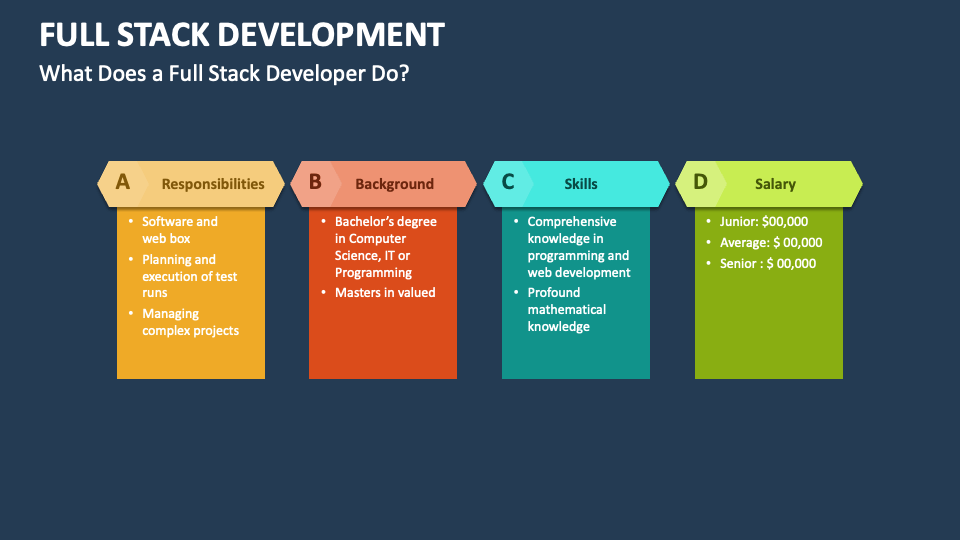 FULL STACK DEVELOPMENT
What Does a Full Stack Developer Do?
A Responsibilities
• Software and
web box
• Planning and
execution of test
runs
• Managing
complex projects
B Background
• Bachelor’s degree
in Computer
Science, IT or
Programming
• Masters in valued
C Skills
• Comprehensive
knowledge in
programming and
web development
• Profound
mathematical
knowledge
D Salary
• Junior: $00,000
• Average: $ 00,000
• Senior : $ 00,000